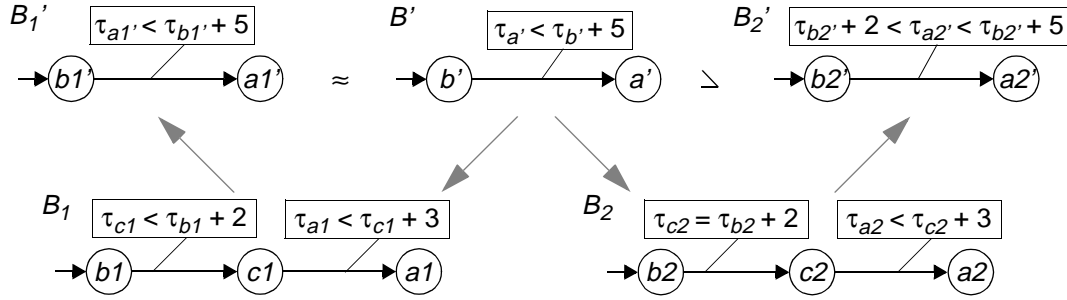 B1' B' B2'
τa1' < τb1' + 5 τa' < τb' + 5 τb2' + 2 < τa2' < τb2' + 5
b1' a1' ≈ b' a' ⩾ b2' a2'
B1 τc1 < τb1 + 2 τa1 < τc1 + 3 B2 τc2 = τb2 + 2 τa2 < τc2 + 3
b1 c1 a1 b2 c2 a2